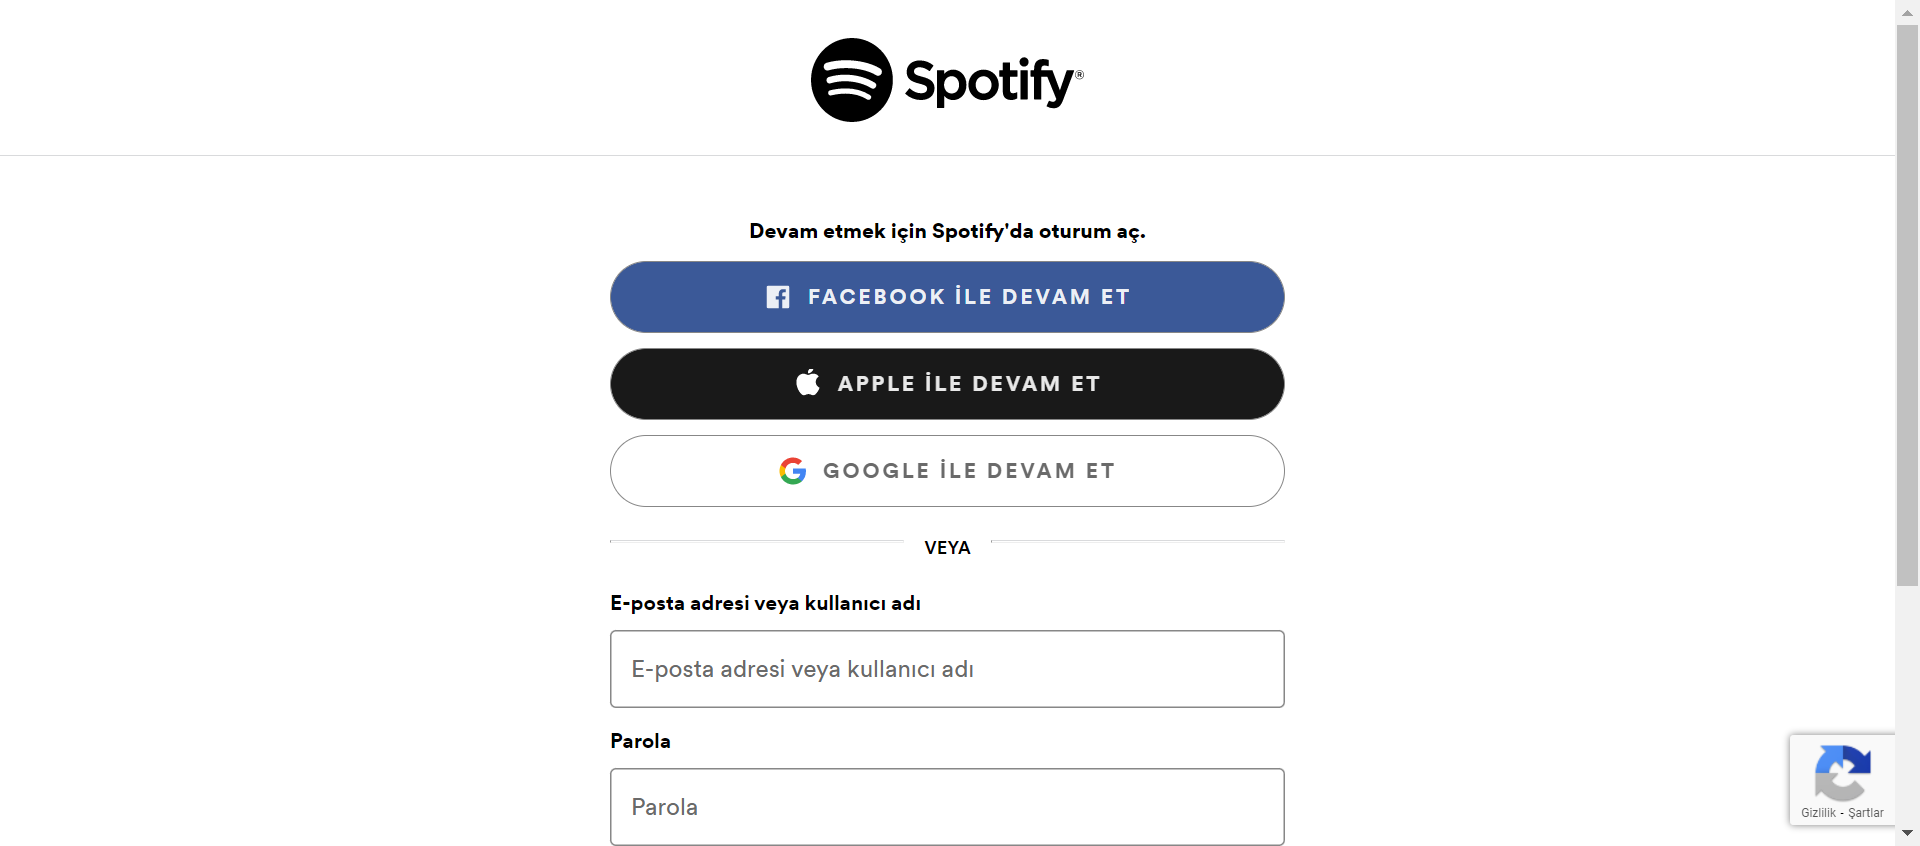 Spotify®
Devam etmek için Spotify'da oturum aç.
FACEBOOK İLE DEVAM ET
APPLE İLE DEVAM ET
GOOGLE İLE DEVAM ET
VEYA
E-posta adresi veya kullanıcı adı
E-posta adresi veya kullanıcı adı
Parola
Parola
Gizlilik - Şartlar